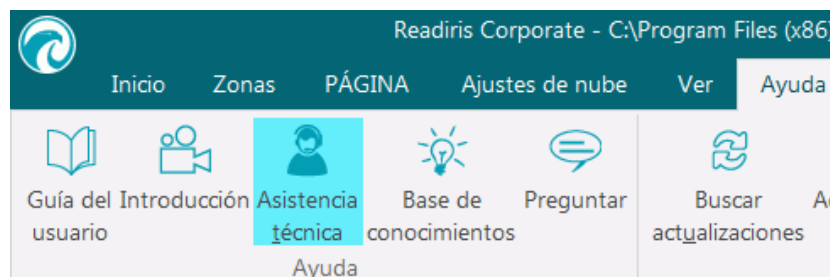 Readiris Corporate - C:\Program Files (x86)
Inicio Zonas PÁGINA Ajustes de nube Ver Ayuda
Guía del Introducción Asistencia Base de Preguntar Buscar
usuario técnica conocimientos actualizaciones
Ayuda